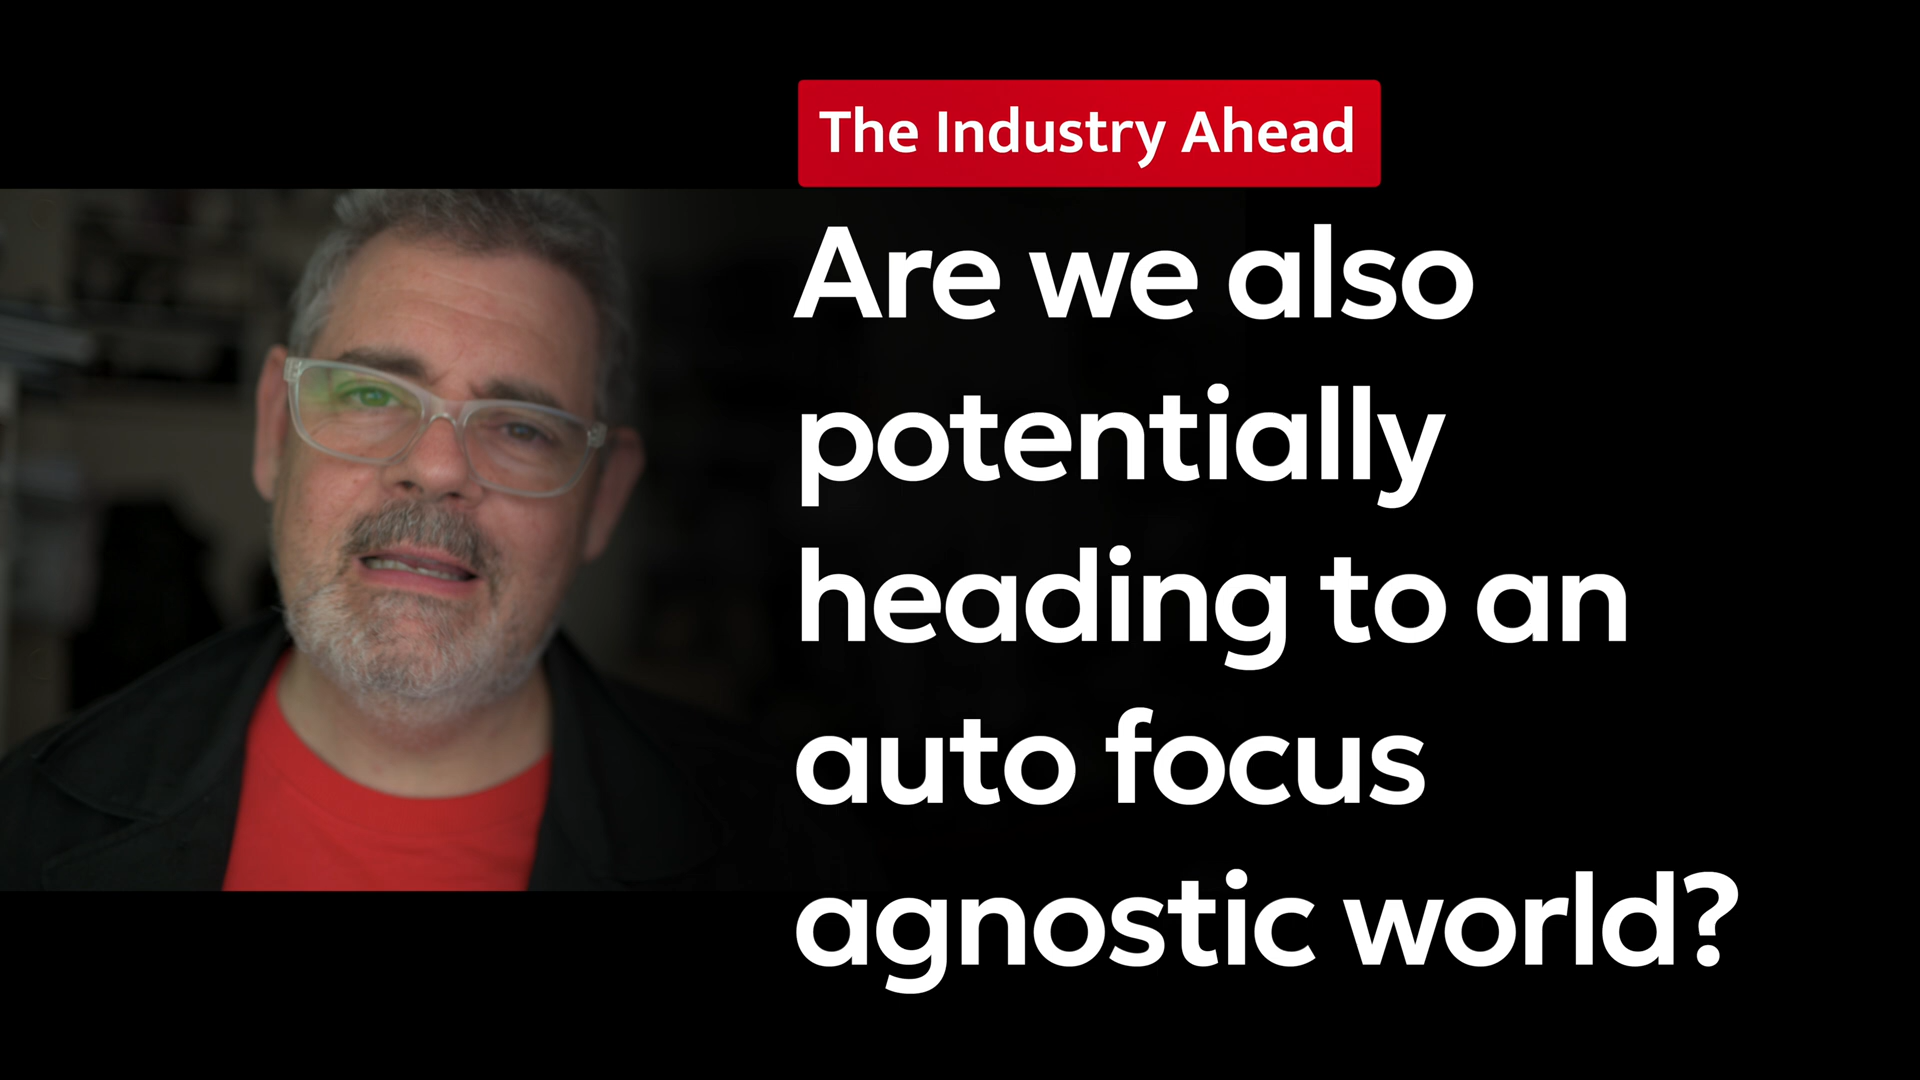 The Industry Ahead
Are we also
potentially
heading to an
auto focus
agnostic world?